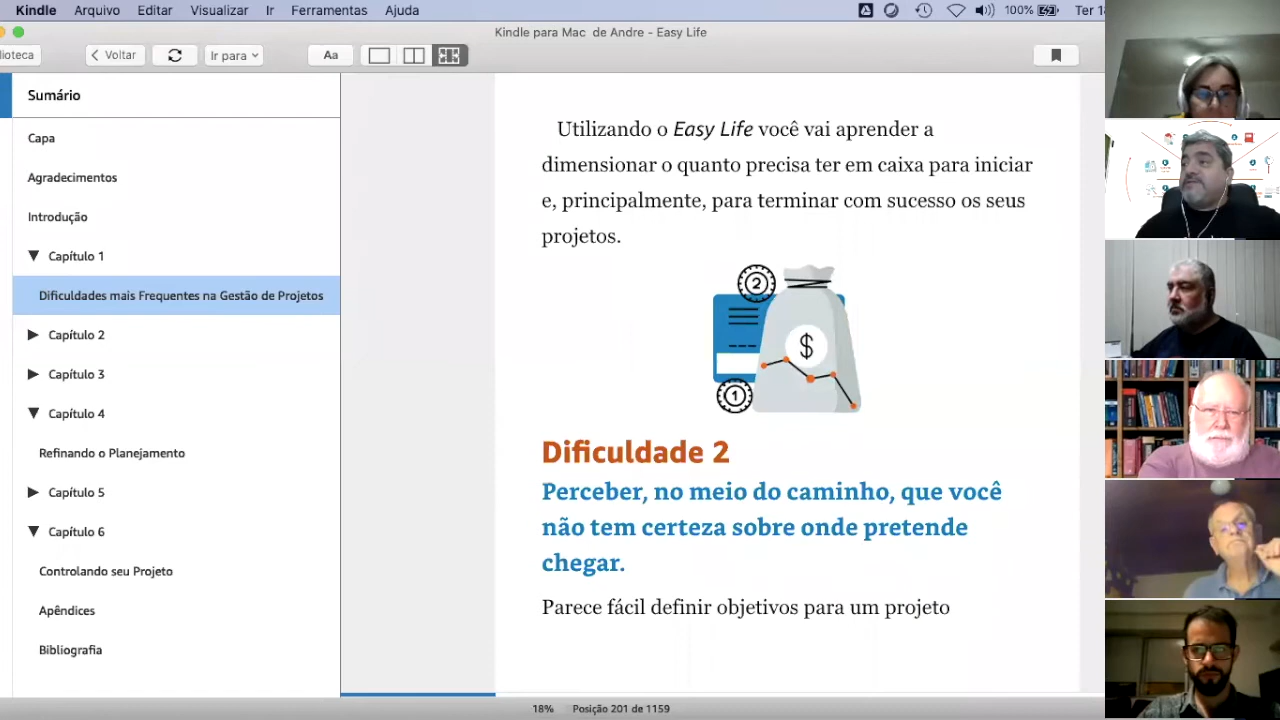 Kindle Arquivo Editar Visualizar Ir Ferramentas Ajuda
100% Ter 18
Kindle para Mac de Andre - Easy Life
lioteca Voltar Ir para Aa
Sumário
Capa
Agradecimentos
Introdução
Capítulo 1
Dificuldades mais Frequentes na Gestão de Projetos
Capítulo 2
Capítulo 3
Capítulo 4
Refinando o Planejamento
Capítulo 5
Capítulo 6
Controlando seu Projeto
Apêndices
Bibliografia
Utilizando o Easy Life você vai aprender a
dimensionar o quanto precisa ter em caixa para iniciar
e, principalmente, para terminar com sucesso os seus
projetos.
2
$
1
Dificuldade 2
Perceber, no meio do caminho, que você
não tem certeza sobre onde pretende
chegar.
Parece fácil definir objetivos para um projeto
18% Posição 201 de 1159